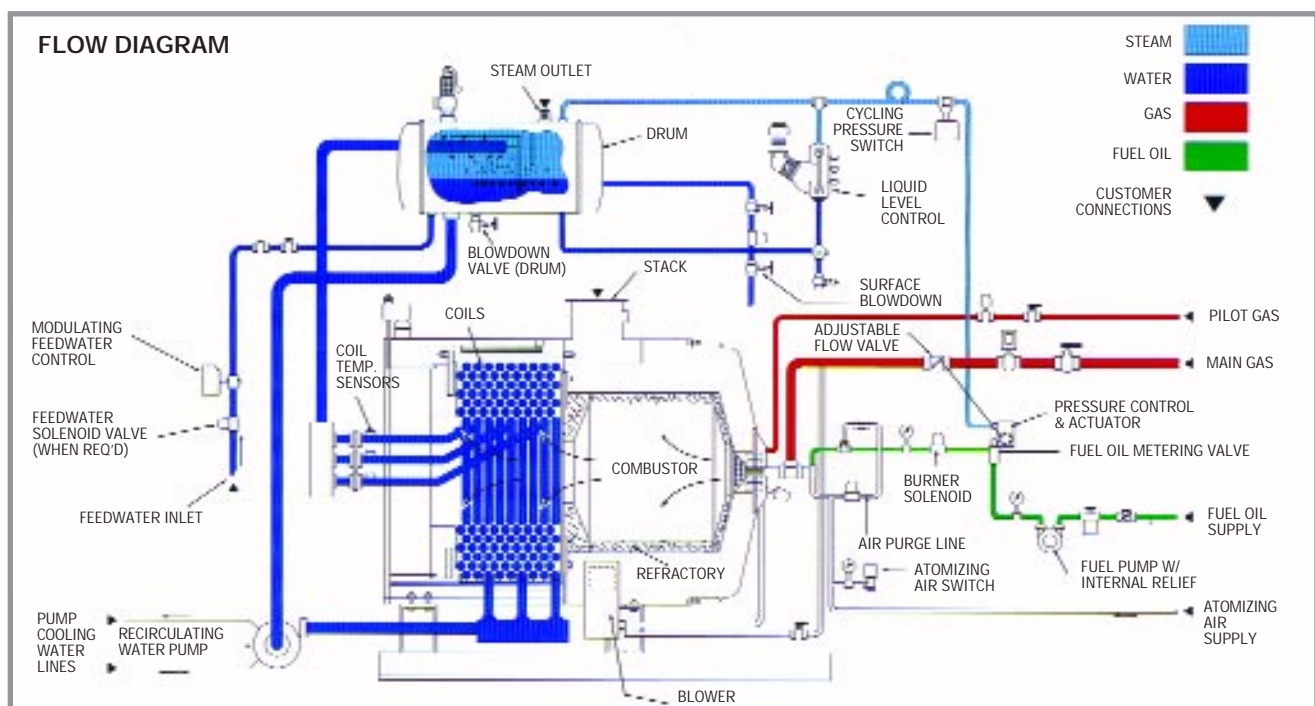 FLOW DIAGRAM
STEAM
WATER
GAS
FUEL OIL
CUSTOMER
CONNECTIONS
STEAM OUTLET
DRUM
CYCLING
PRESSURE
SWITCH
LIQUID
LEVEL
CONTROL
BLOWDOWN
VALVE (DRUM)
STACK
SURFACE
BLOWDOWN
COILS
MODULATING
FEEDWATER
CONTROL
COIL
TEMP.
SENSORS
ADJUSTABLE
FLOW VALVE
PILOT GAS
MAIN GAS
FEEDWATER
SOLENOID VALVE
(WHEN REQ'D)
PRESSURE CONTROL
& ACTUATOR
FUEL OIL METERING VALVE
COMBUSTOR
BURNER
SOLENOID
FEEDWATER INLET
FUEL OIL
SUPPLY
AIR PURGE LINE
REFRACTORY
ATOMIZING
AIR SWITCH
FUEL PUMP W/
INTERNAL RELIEF
PUMP
COOLING
WATER
LINES
RECIRCULATING
WATER PUMP
ATOMIZING
AIR
SUPPLY
BLOWER